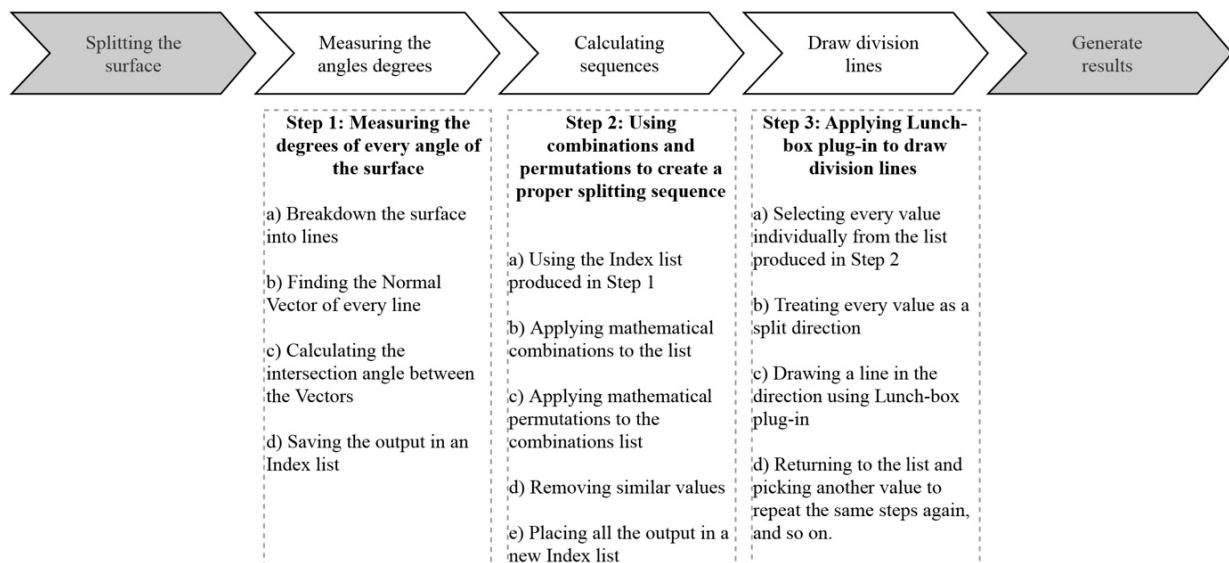 Splitting the
surface
Measuring the
angles degrees
Calculating
sequences
Draw division
lines
Generate
results
Step 1: Measuring the
degrees of every angle of
the surface
a) Breakdown the surface
into lines
b) Finding the Normal
Vector of every line
c) Calculating the
intersection angle between
the Vectors
d) Saving the output in an
Index list
Step 2: Using
combinations and
permutations to create a
proper splitting sequence
a) Using the Index list
produced in Step 1
b) Applying mathematical
combinations to the list
c) Applying mathematical
permutations to the
combinations list
d) Removing similar values
e) Placing all the output in a
new Index list
Step 3: Applying Lunch-
box plug-in to draw
division lines
a) Selecting every value
individually from the list
produced in Step 2
b) Treating every value as a
split direction
c) Drawing a line in the
direction using Lunch-box
plug-in
d) Returning to the list and
picking another value to
repeat the same steps again,
and so on.